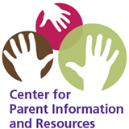 Center for
Parent Information
and Resources